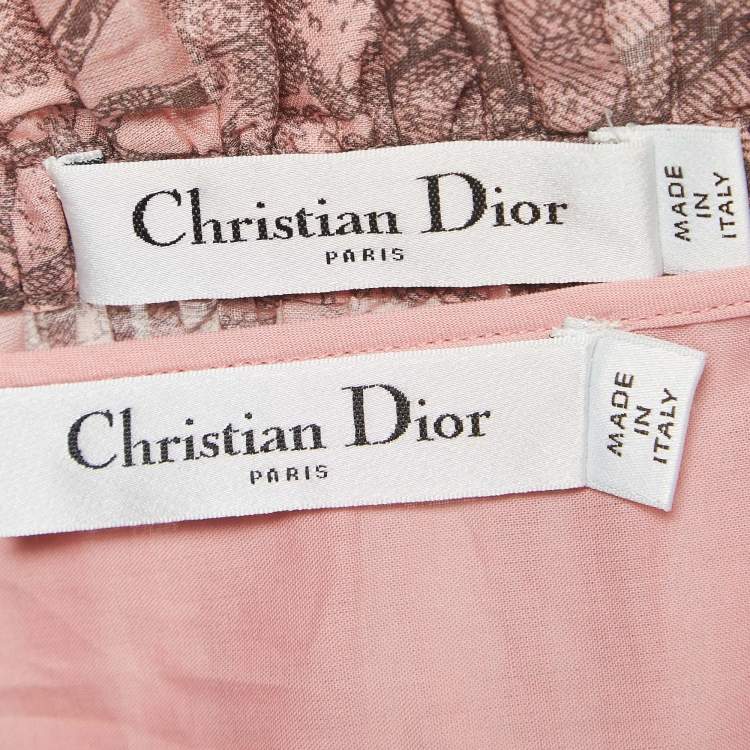 Christian Dior
PARIS
MADE
IN
ITALY
Christian Dior
PARIS
MADE
IN
ITALY